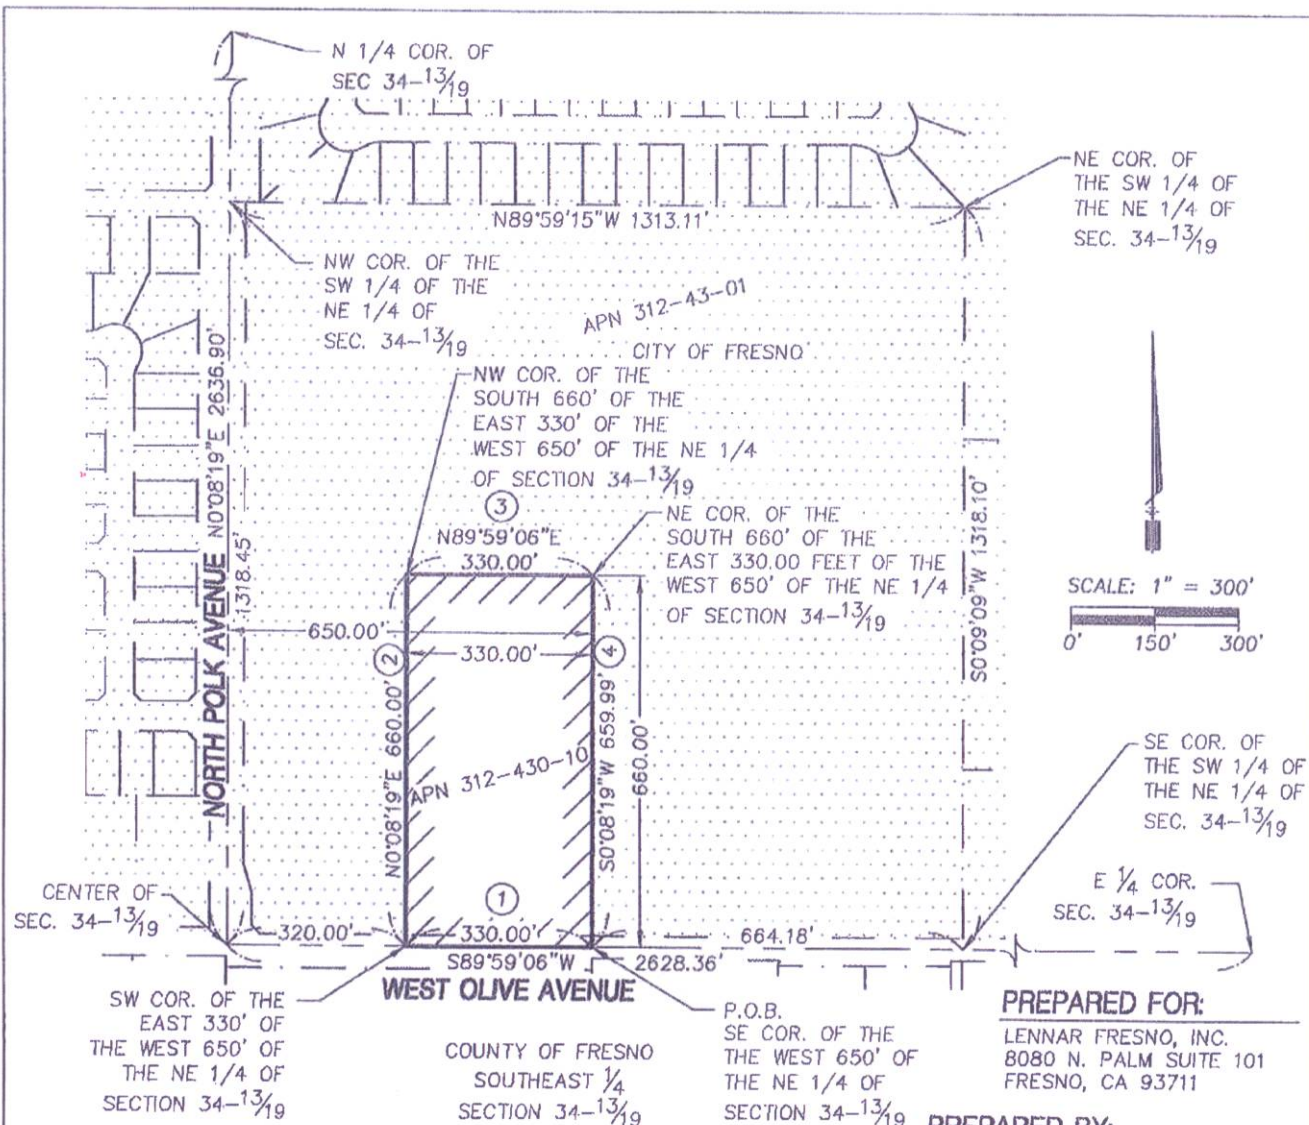 N 1/4 COR. OF
SEC 34-13/19
N89°59'15"W 1313.11'
NE COR. OF
THE SW 1/4 OF
THE NE 1/4 OF
SEC. 34-13/19
NW COR. OF THE
SW 1/4 OF THE
NE 1/4 OF
SEC. 34-13/19
APN 312-43-01
CITY OF FRESNO
NW COR. OF THE
SOUTH 660' OF THE
EAST 330' OF THE
WEST 650' OF THE NE 1/4
OF SECTION 34-13/19
NORTH POLK AVENUE N0°08'19"E 2636.90'
1318.45'
3
N89°59'06"E
330.00'
NE COR. OF THE
SOUTH 660' OF THE
EAST 330.00 FEET OF THE
WEST 650' OF THE NE 1/4
OF SECTION 34-13/19
S0°09'09"W 1318.10'
SCALE: 1" = 300'
0' 150' 300'
650.00'
330.00'
2
N0°08'19"E 660.00'
4
S0°08'19"W 659.99'
660.00'
APN 312-430-10
SE COR. OF
THE SW 1/4 OF
THE NE 1/4 OF
SEC. 34-13/19
E 1/4 COR.
SEC. 34-13/19
CENTER OF
SEC. 34-13/19
1
320.00' 330.00' 664.18'
S89°59'06"W 2628.36'
WEST OLIVE AVENUE
SW COR. OF THE
EAST 330' OF
THE WEST 650' OF
THE NE 1/4 OF
SECTION 34-13/19
COUNTY OF FRESNO
SOUTHEAST 1/4
SECTION 34-13/19
P.O.B.
SE COR. OF THE
THE WEST 650' OF
THE NE 1/4 OF
SECTION 34-13/19
PREPARED FOR:
LENNAR FRESNO, INC.
8080 N. PALM SUITE 101
FRESNO, CA 93711
PREPARED BY: